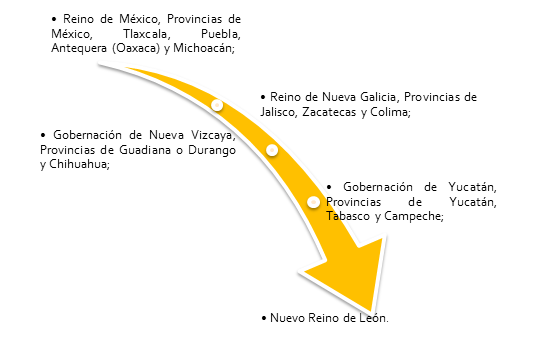 • Reino de México, Provincias de
México, Tlaxcala, Puebla,
Antequera (Oaxaca) y Michoacán;
• Reino de Nueva Galicia, Provincias de
Jalisco, Zacatecas y Colima;
• Gobernación de Nueva Vizcaya,
Provincias de Guadiana o Durango
y Chihuahua;
• Gobernación de Yucatán,
Provincias de Yucatán,
Tabasco y Campeche;
• Nuevo Reino de León.